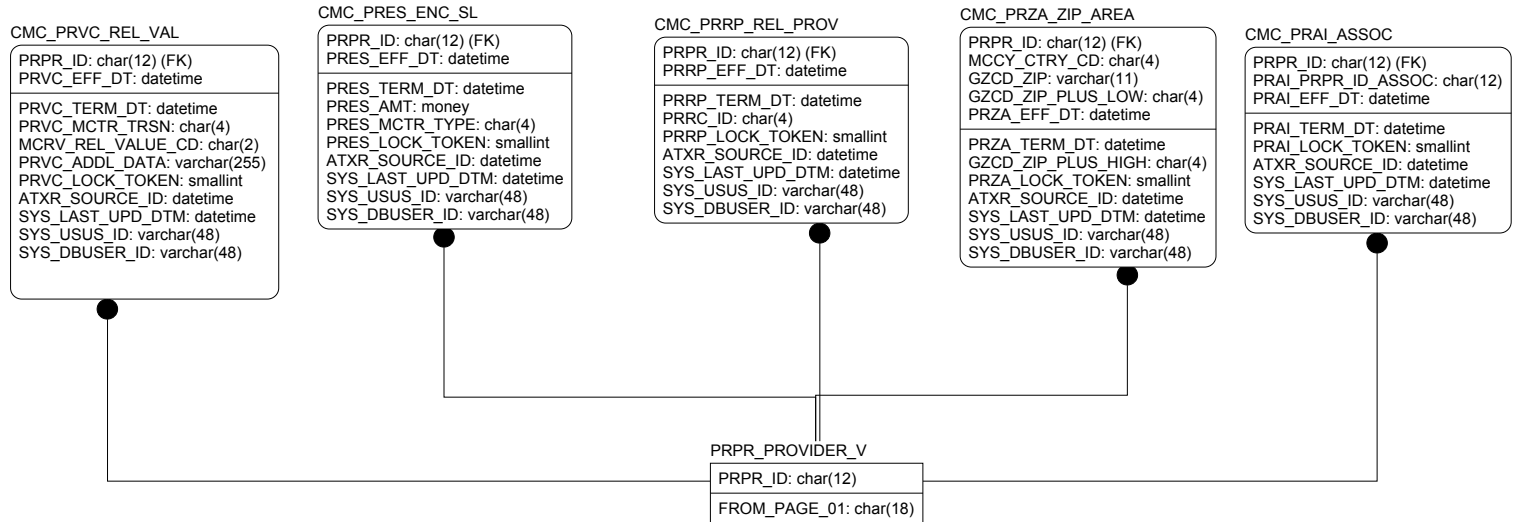 CMC_PRVC_REL_VAL
PRPR_ID: char(12) (FK)
PRVC_EFF_DT: datetime
PRVC_TERM_DT: datetime
PRVC_MCTR_TRSN: char(4)
MCRV_REL_VALUE_CD: char(2)
PRVC_ADDL_DATA: varchar(255)
PRVC_LOCK_TOKEN: smallint
ATXR_SOURCE_ID: datetime
SYS_LAST_UPD_DTM: datetime
SYS_USUS_ID: varchar(48)
SYS_DBUSER_ID: varchar(48)
CMC_PRES_ENC_SL
PRPR_ID: char(12) (FK)
PRES_EFF_DT: datetime
PRES_TERM_DT: datetime
PRES_AMT: money
PRES_MCTR_TYPE: char(4)
PRES_LOCK_TOKEN: smallint
ATXR_SOURCE_ID: datetime
SYS_LAST_UPD_DTM: datetime
SYS_USUS_ID: varchar(48)
SYS_DBUSER_ID: varchar(48)
CMC_PRRP_REL_PROV
PRPR_ID: char(12) (FK)
PRRP_EFF_DT: datetime
PRRP_TERM_DT: datetime
PRRC_ID: char(4)
PRRP_LOCK_TOKEN: smallint
ATXR_SOURCE_ID: datetime
SYS_LAST_UPD_DTM: datetime
SYS_USUS_ID: varchar(48)
SYS_DBUSER_ID: varchar(48)
CMC_PRZA_ZIP_AREA
PRPR_ID: char(12) (FK)
MCCY_CTRY_CD: char(4)
GZCD_ZIP: varchar(11)
GZCD_ZIP_PLUS_LOW: char(4)
PRZA_EFF_DT: datetime
PRZA_TERM_DT: datetime
GZCD_ZIP_PLUS_HIGH: char(4)
PRZA_LOCK_TOKEN: smallint
ATXR_SOURCE_ID: datetime
SYS_LAST_UPD_DTM: datetime
SYS_USUS_ID: varchar(48)
SYS_DBUSER_ID: varchar(48)
CMC_PRAI_ASSOC
PRPR_ID: char(12) (FK)
PRAI_PRPR_ID_ASSOC: char(12)
PRAI_EFF_DT: datetime
PRAI_TERM_DT: datetime
PRAI_LOCK_TOKEN: smallint
ATXR_SOURCE_ID: datetime
SYS_LAST_UPD_DTM: datetime
SYS_USUS_ID: varchar(48)
SYS_DBUSER_ID: varchar(48)
PRPR_PROVIDER_V
PRPR_ID: char(12)
FROM_PAGE_01: char(18)